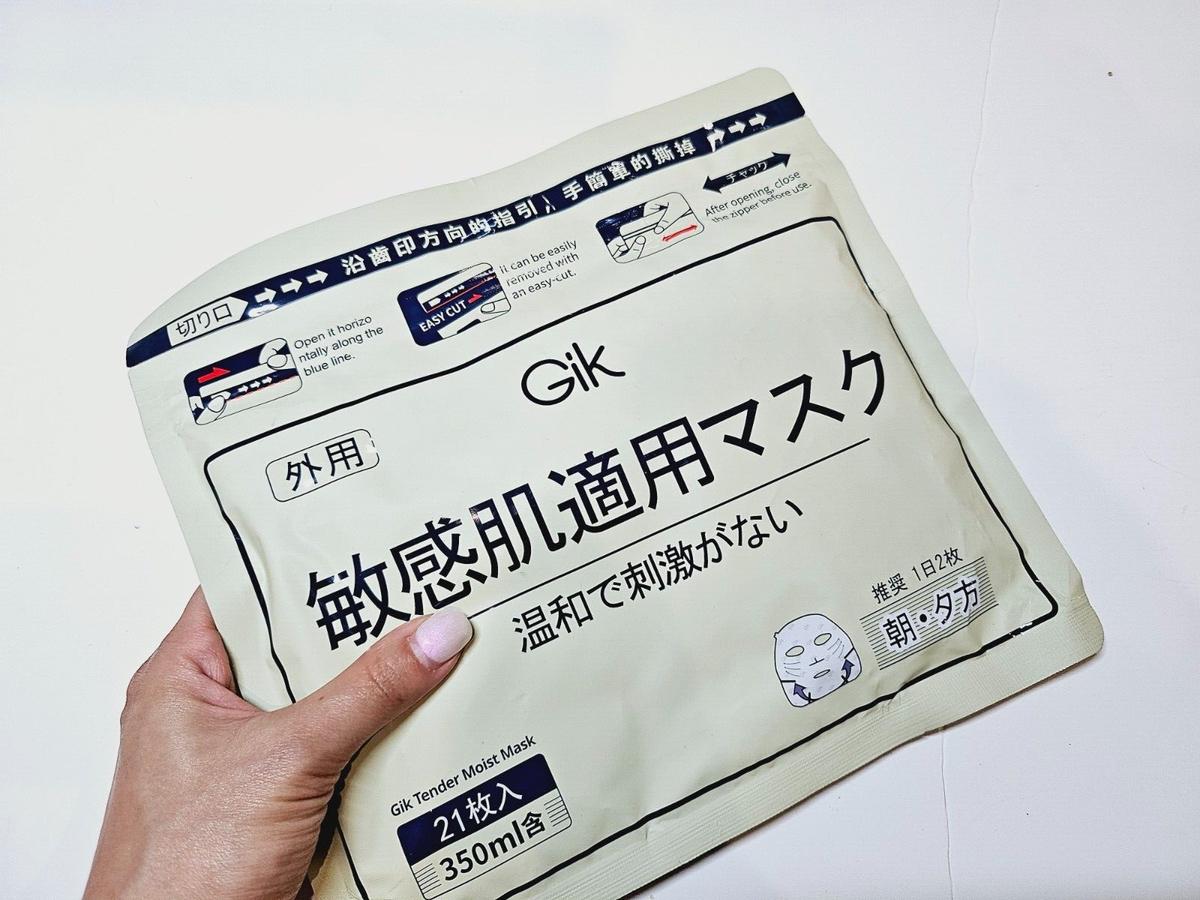 切り口 沿齒印方向的指引，手簡單的撕掉
チャック
After opening, close
the zipper before use.
it can be easily
removed with
an easy-cut.
EASY CUT
Open it horizo
ntally along the
blue line.
Gik
外用
敏感肌適用マスク
温和で刺激がない
推奨 1日2枚
朝・夕方
Gik Tender Moist Mask
21枚入
350ml含